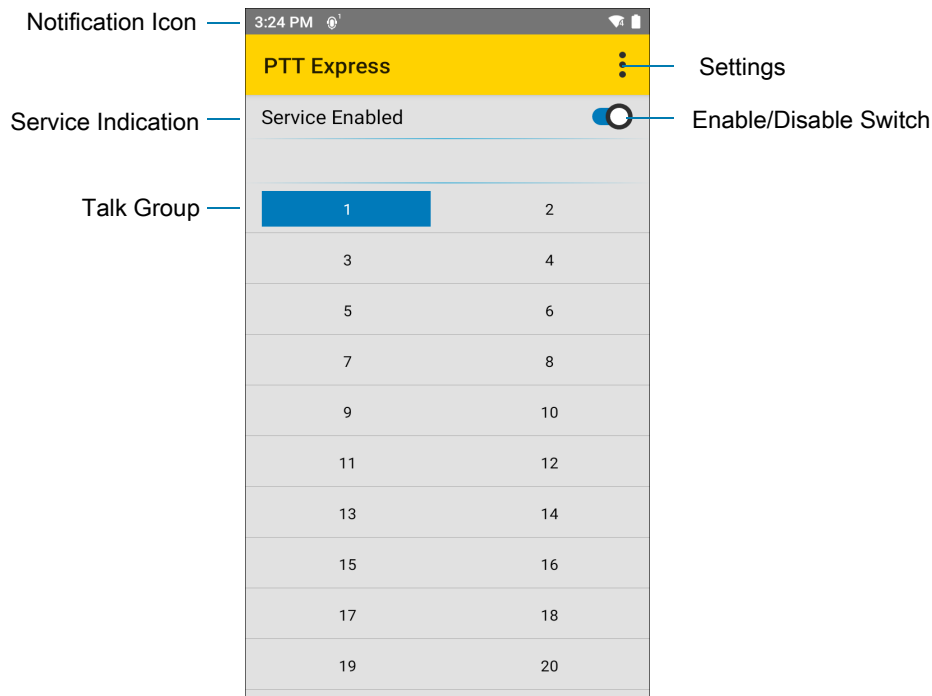 Notification Icon
3:24 PM 1
PTT Express
Settings
Service Indication
Service Enabled
Enable/Disable Switch
Talk Group
1 2
3 4
5 6
7 8
9 10
11 12
13 14
15 16
17 18
19 20